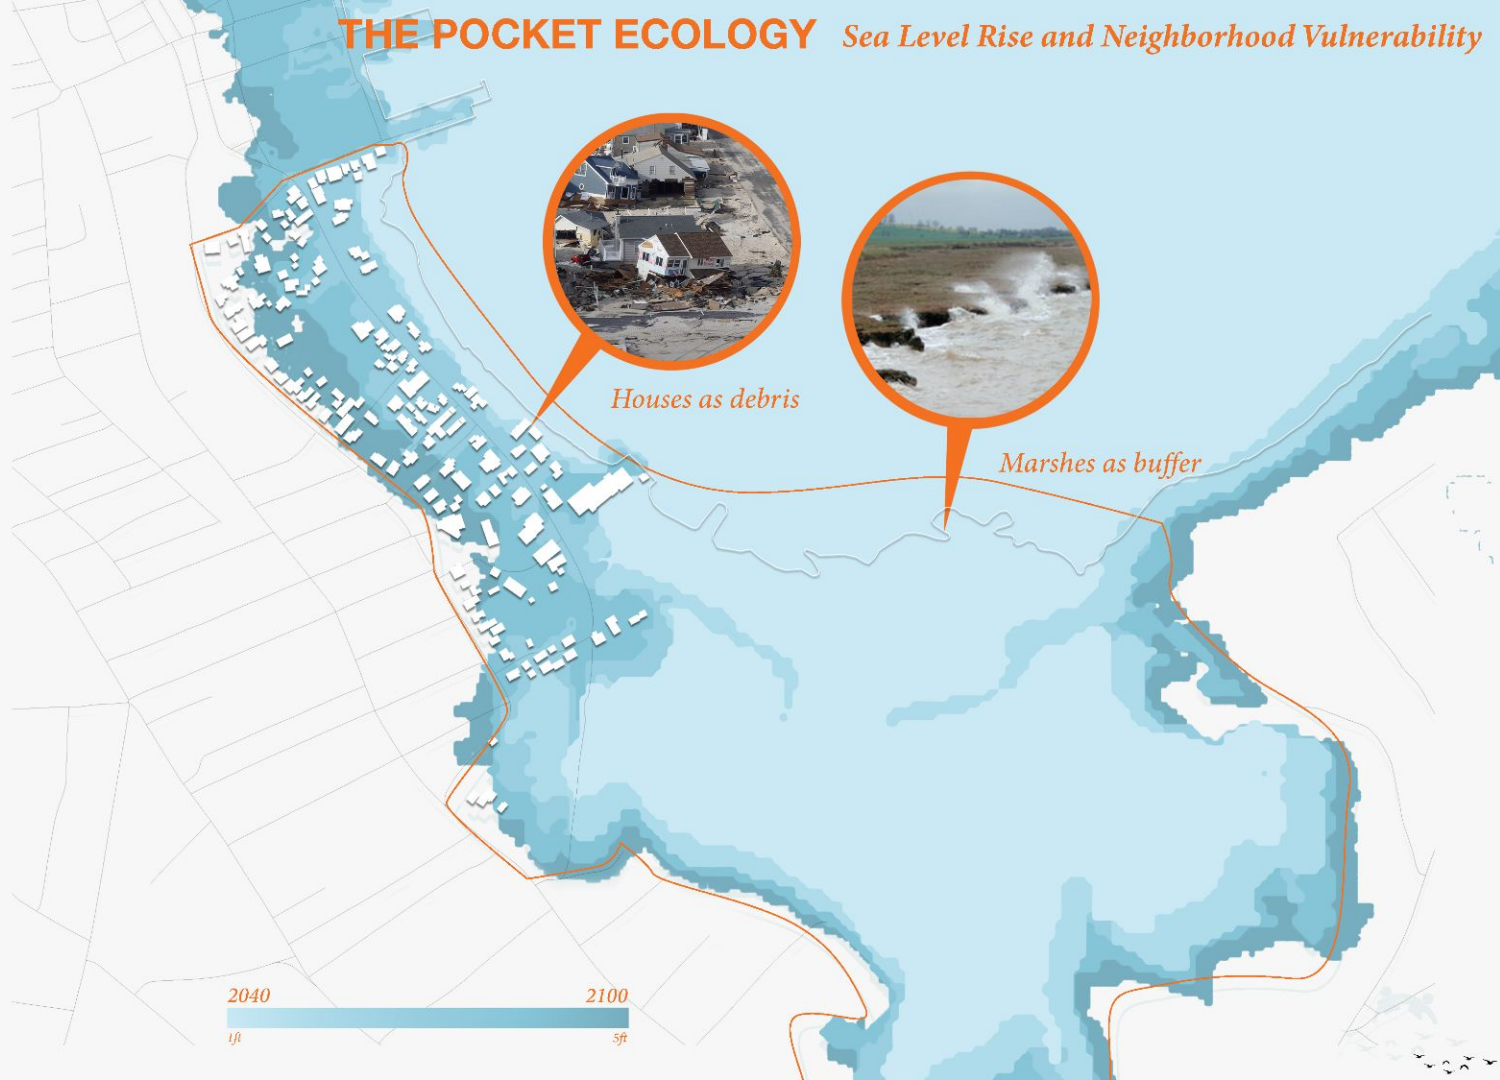 THE POCKET ECOLOGY Sea Level Rise and Neighborhood Vulnerability
Houses as debris
Marshes as buffer
2040 2100
1ft 5ft